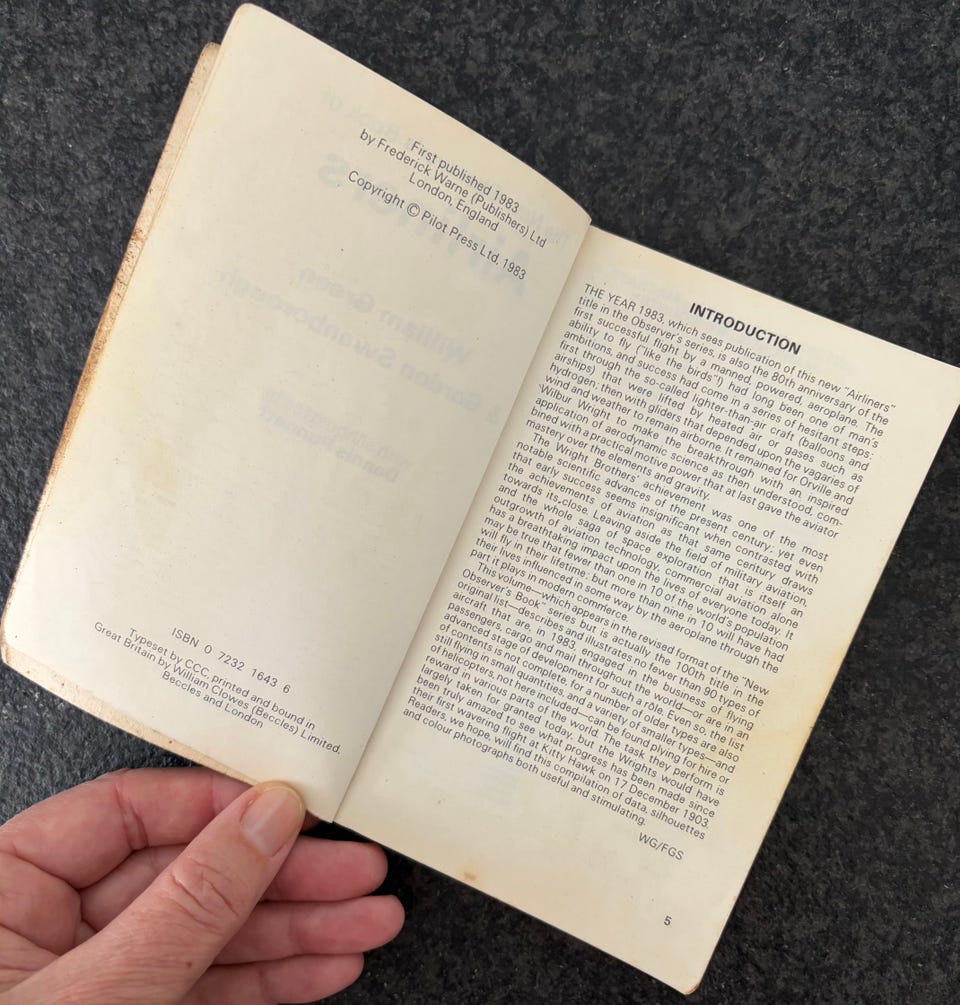 First published 1983
by Frederick Warne (Publishers) Ltd
London, England
Copyright © Pilot Press Ltd. 1983
ISBN 0 7232 1643 6
Typeset by CCC, printed and bound in
Great Britain by William Clowes (Beccles) Limited,
Beccles and London
INTRODUCTION
THE YEAR 1983, which sees publication of this new "Airliners"
title in the Observer's series, is also the 80th anniversary of the
first successful flight by a manned, powered, aeroplane. The
ability to fly ("like the birds"!) had long been one of man's
ambitions, and success had come in a series of hesitant steps:
first through the so-called lighter-than-air craft (balloons and
airships) that were lifted by heated air or gases such as
hydrogen; then with gliders that depended upon the vagaries of
wind and weather to remain airborne. It remained for Orville and
Wilbur Wright to make the breakthrough with an inspired
application of aerodynamic science as then understood, com-
bined with a practical motive power that at last gave the aviator
mastery over the elements and gravity.
The Wright Brothers' achievement was one of the most
notable scientific advances of the present century; yet even
that early success seems insignificant when contrasted with
the achievements of aviation as that same century draws
towards its close. Leaving aside the field of military aviation,
and the whole saga of space exploration that is itself an
outgrowth of aviation technology, commercial aviation alone
has a breathtaking impact upon the lives of everyone today. It
may be true that fewer than one in 10 of the world's population
will fly in their lifetime; but more than nine in 10 will have had
their lives influenced in some way by the aeroplane through the
part it plays in modern commerce.
This volume—which appears in the revised format of the "New
Observer's Book" series but is actually the 100th title in the
original list—describes and illustrates no fewer than 90 types of
aircraft that are, in 1983, engaged in the business of flying
passengers, cargo and mail throughout the world—or are in an
advanced stage of development for such a rôle. Even so, the list
of contents is not complete, for a number of older types are also
still flying in small quantities, and a variety of smaller types—and
of helicopters, not here included—can be found plying for hire or
reward in various parts of the world. The task they perform is
largely taken for granted today, but the Wrights would have
been truly amazed to see what progress has been made since
their first wavering flight at Kitty Hawk on 17 December 1903.
Readers, we hope, will find this compilation of data, silhouettes
and colour photographs both useful and stimulating.
WG/FGS
5